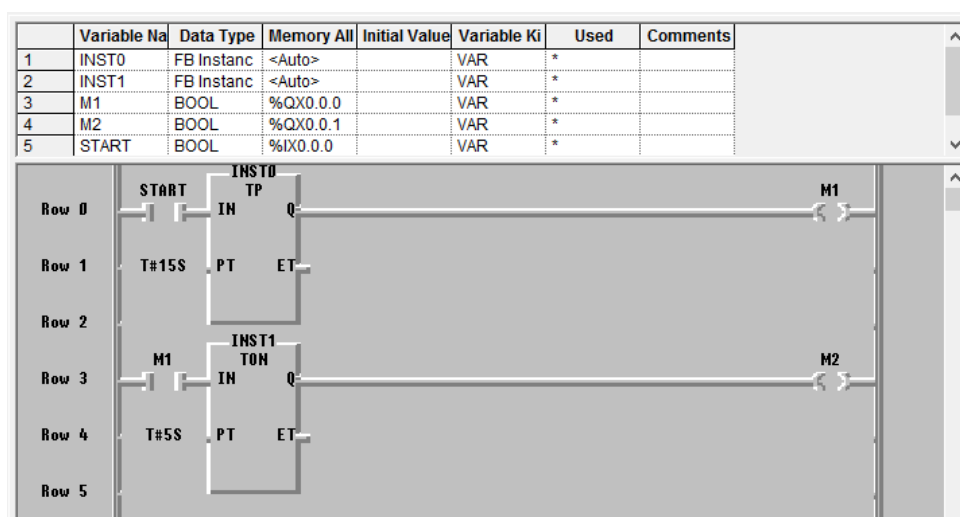 Variable Na Data Type Memory All Initial Value Variable Ki Used Comments
1 INST0 FB Instanc <Auto> VAR *
2 INST1 FB Instanc <Auto> VAR *
3 M1 BOOL %QX0.0.0 VAR *
4 M2 BOOL %QX0.0.1 VAR *
5 START BOOL %IX0.0.0 VAR *
INST0
START TP M1
Row 0 IN Q
Row 1 T#15S PT ET
Row 2
INST1
M1 TON M2
Row 3 IN Q
Row 4 T#5S PT ET
Row 5